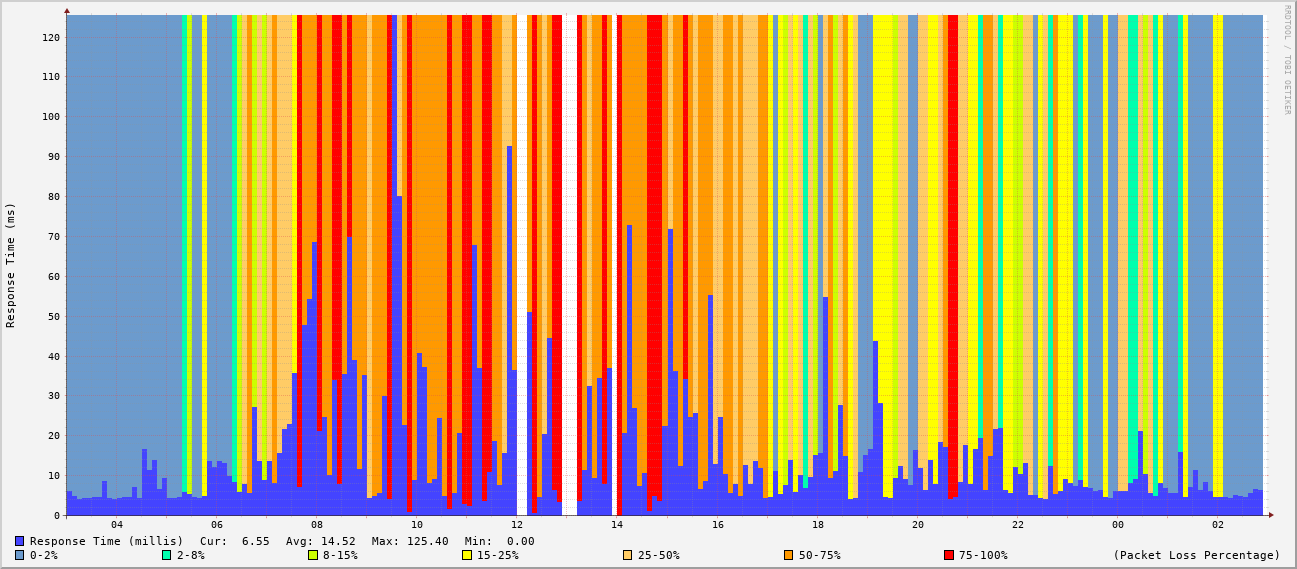 RRDTOOL / TOBI OETIKER
Response Time (ms)
120
110
100
90
80
70
60
50
40
30
20
10
0
04 06 08 10 12 14 16 18 20 22 00 02
Response Time (millis) Cur: 6.55 Avg: 14.52 Max: 125.40 Min: 0.00
0-2% 2-8% 8-15% 15-25% 25-50% 50-75% 75-100% (Packet Loss Percentage)